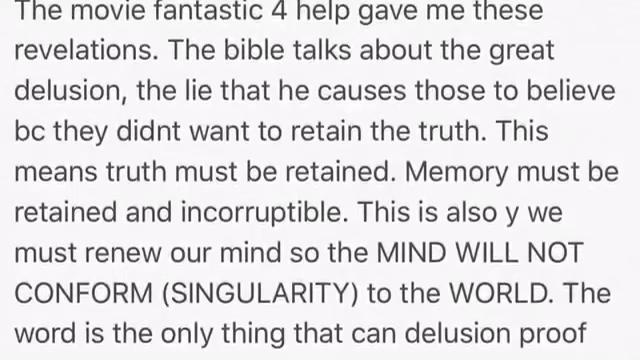 The movie fantastic 4 help gave me these
revelations. The bible talks about the great
delusion, the lie that he causes those to believe
bc they didnt want to retain the truth. This
means truth must be retained. Memory must be
retained and incorruptible. This is also y we
must renew our mind so the MIND WILL NOT
CONFORM (SINGULARITY) to the WORLD. The
word is the only thing that can delusion proof